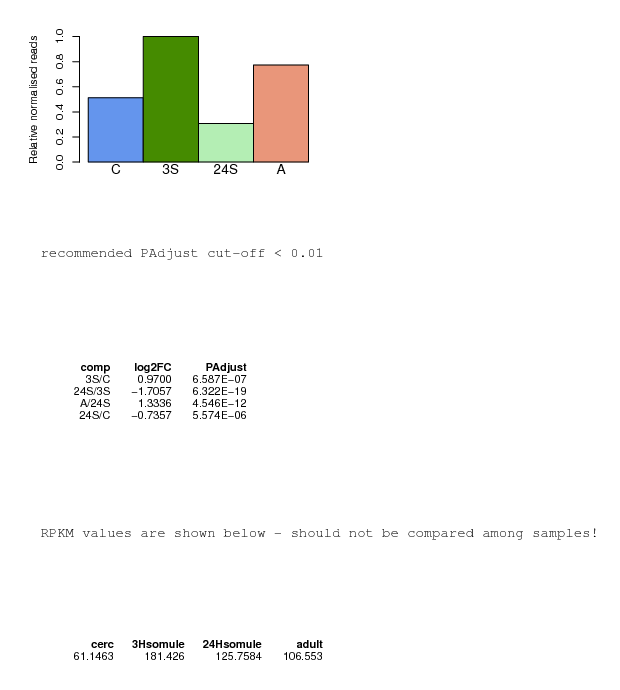 Relative normalised reads
1.0
0.8
0.6
0.4
0.2
0.0
C 3S 24S A
recommended PAdjust cut-off < 0.01
comp log2FC PAdjust
3S/C 0.9700 6.587E-07
24S/3S -1.7057 6.322E-19
A/24S 1.3336 4.546E-12
24S/C -0.7357 5.574E-06
RPKM values are shown below - should not be compared among samples!
cerc 3Hsomule 24Hsomule adult
61.1463 181.426 125.7584 106.553